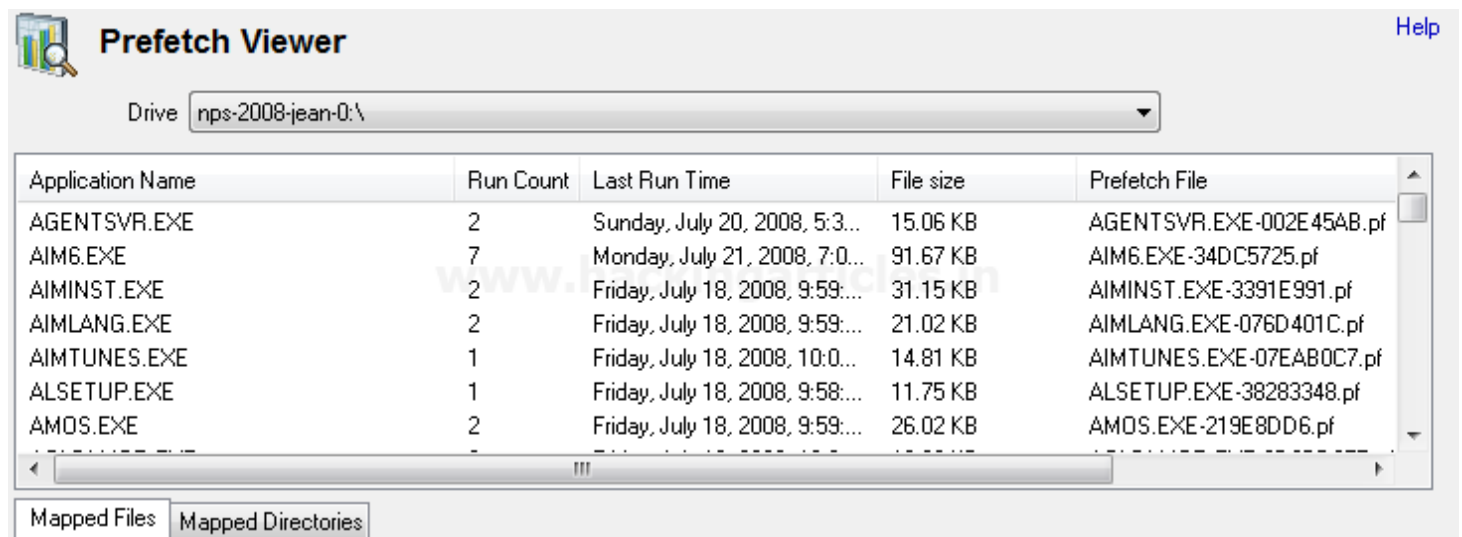 Prefetch Viewer
Help
Drive nps-2008-jean-0:\
Application Name Run Count Last Run Time File size Prefetch File
AGENTSVR.EXE 2 Sunday, July 20, 2008, 5:3... 15.06 KB AGENTSVR.EXE-002E45AB.pf
AIM6.EXE 7 Monday, July 21, 2008, 7:0... 91.67 KB AIM6.EXE-34DC5725.pf
www.hackingarticles.in
AIMINST.EXE 2 Friday, July 18, 2008, 9:59:... 31.15 KB AIMINST.EXE-3391E991.pf
AIMLANG.EXE 2 Friday, July 18, 2008, 9:59:... 21.02 KB AIMLANG.EXE-076D401C.pf
AIMTUNES.EXE 1 Friday, July 18, 2008, 10:0... 14.81 KB AIMTUNES.EXE-07EAB0C7.pf
ALSETUP.EXE 1 Friday, July 18, 2008, 9:58:... 11.75 KB ALSETUP.EXE-38283348.pf
AMOS.EXE 2 Friday, July 18, 2008, 9:59:... 26.02 KB AMOS.EXE-219E8DD6.pf
Mapped Files Mapped Directories